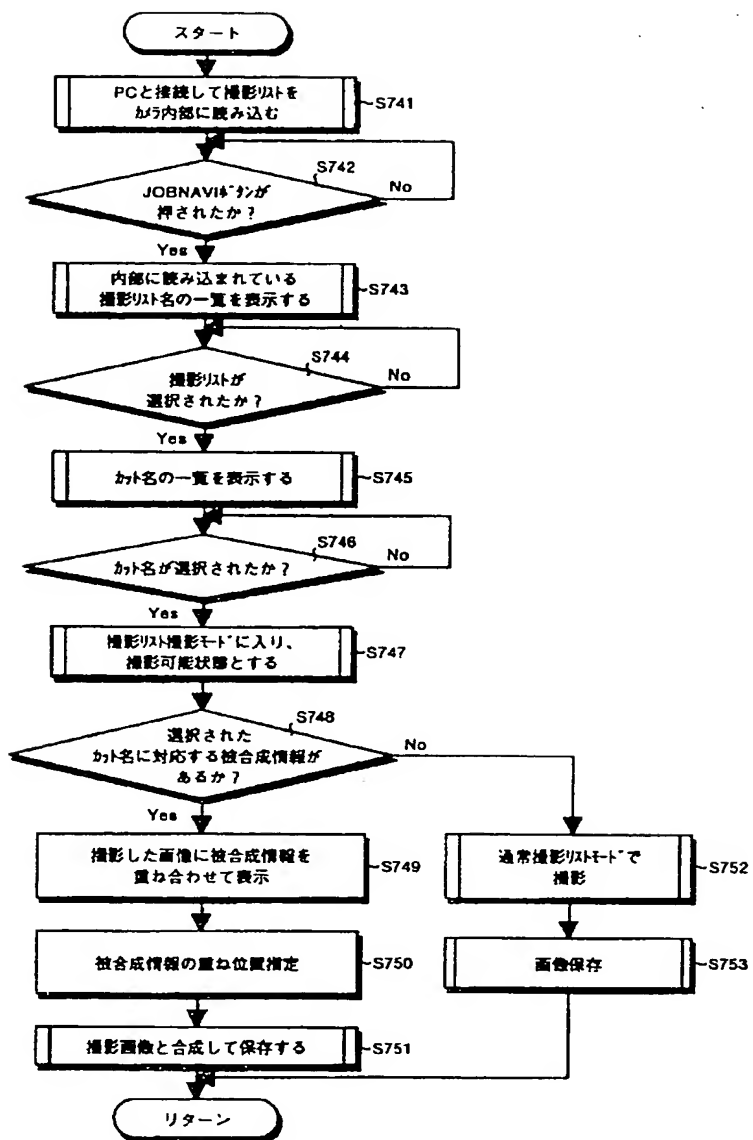 スタート
PCと接続して撮影リストを
カメラ内部に読み込む
S741
S742
JOBNAVIボタンが
押されたか？
No
Yes
内部に読み込まれている
撮影リスト名の一覧を表示する
S743
S744
撮影リストが
選択されたか？
No
Yes
カット名の一覧を表示する
S745
S746
カット名が選択されたか？
No
Yes
撮影リスト撮影モードに入り、
撮影可能状態とする
S747
S748
選択された
カット名に対応する被合成情報が
あるか？
No
Yes
撮影した画像に被合成情報を
重ね合わせて表示
S749
通常撮影リストモードで
撮影
S752
被合成情報の重ね位置指定
S750
画像保存
S753
撮影画像と合成して保存する
S751
リターン